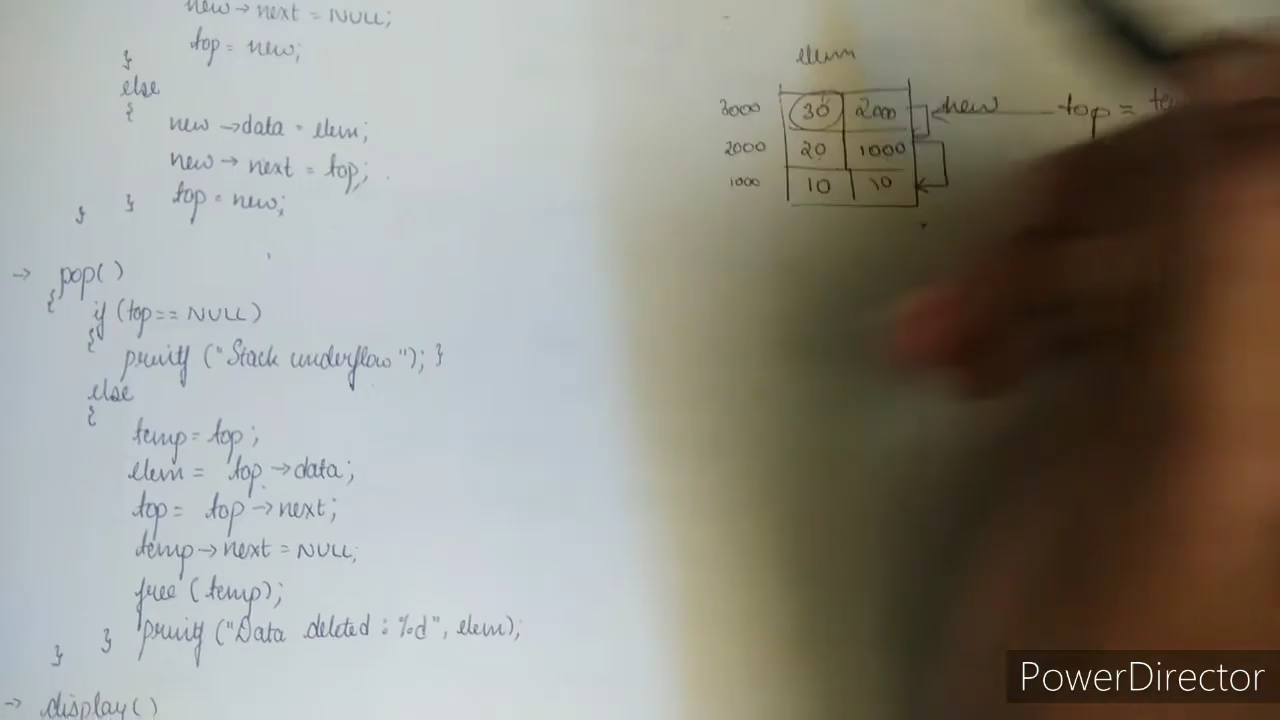 new → next = NULL;
top = new;
}
else
{
new → data = elem;
new → next = top;
top = new;
} }
→ pop()
{
if (top == NULL)
{
printf ("Stack underflow"); }
else
{
temp = top;
elem = top → data;
top = top → next;
temp → next = NULL;
free (temp);
printf ("Data deleted : %d", elem);
} }
→ display()
elem
3000 30 2000 new top =
2000 20 1000
1000 10 10
PowerDirector